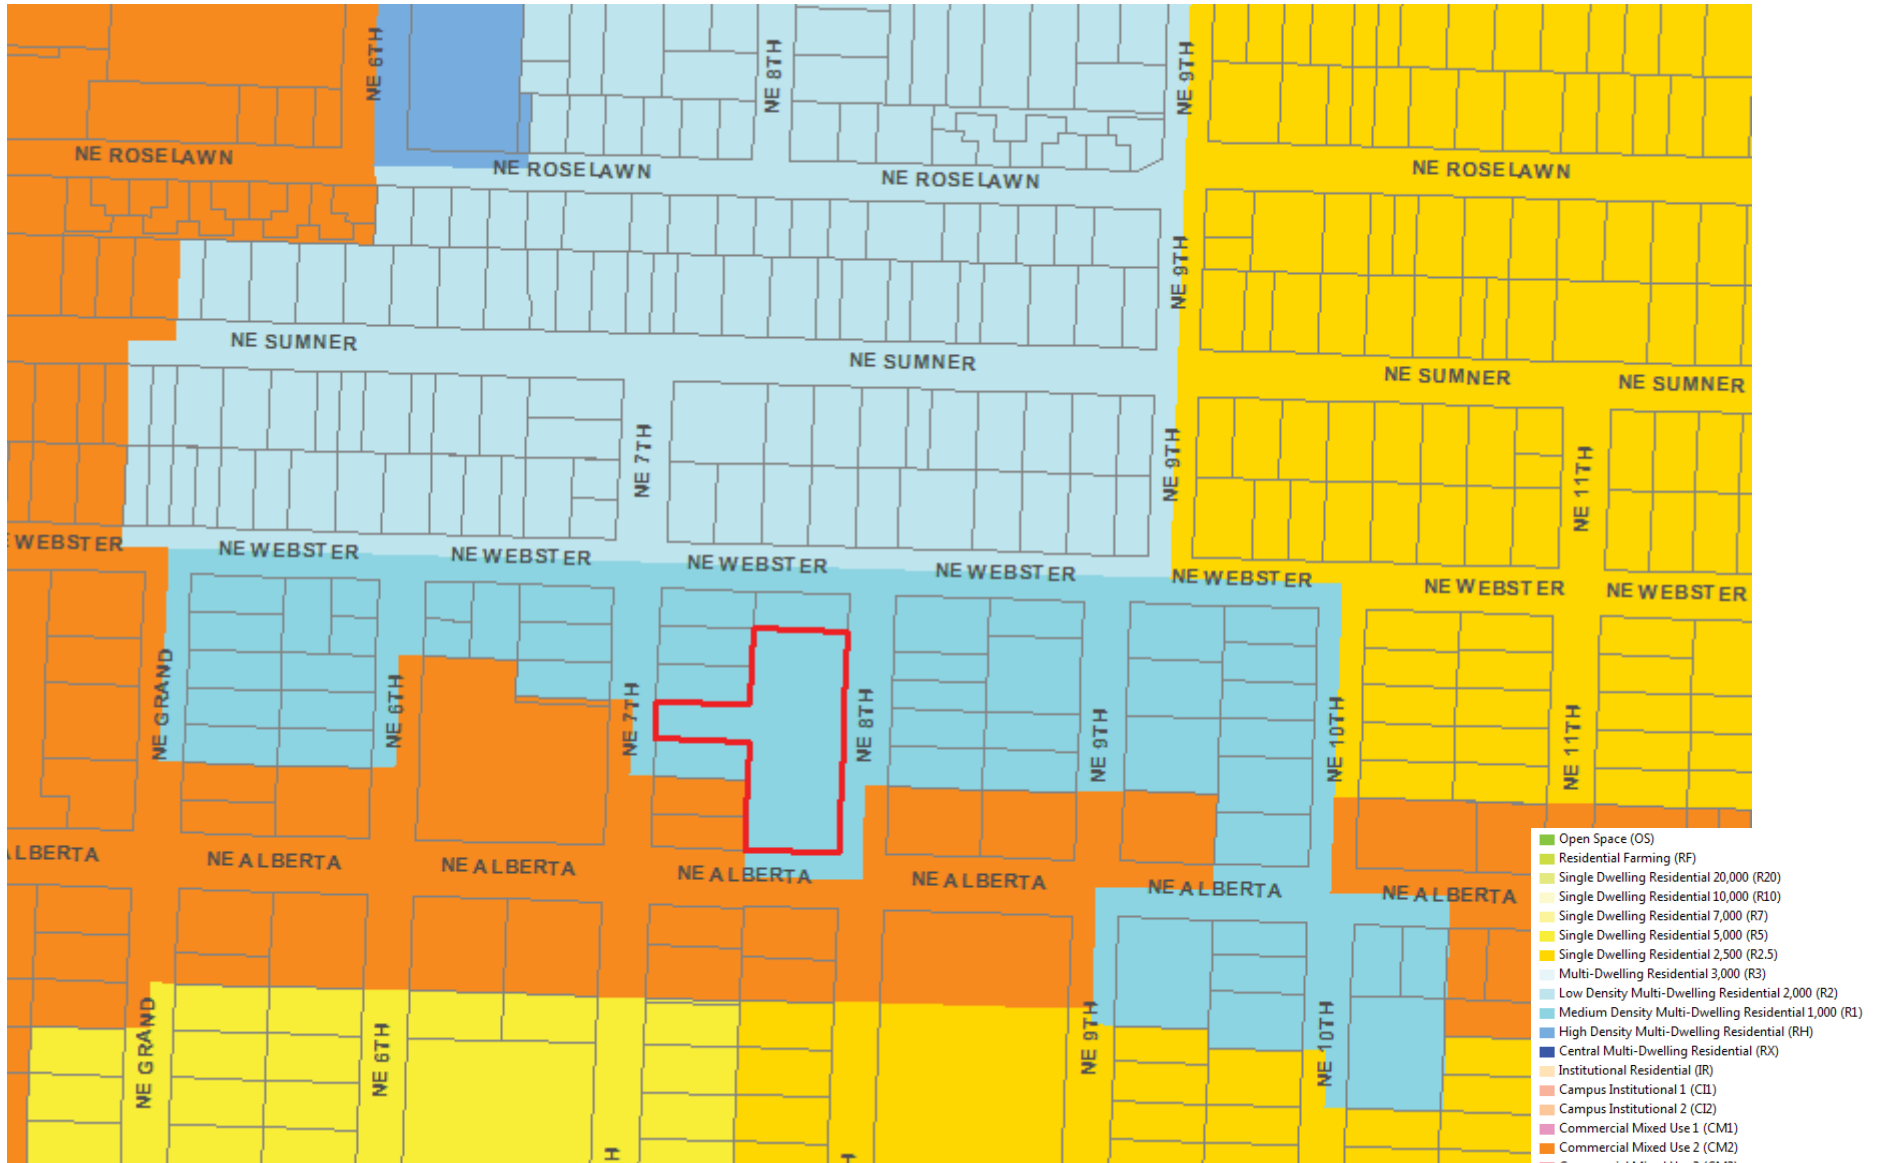 NE 6TH
NE 8TH
NE 9TH
NE ROSELAWN
NE ROSELAWN
NE ROSELAWN
NE ROSELAWN
NE 9TH
NE SUMNER
NE SUMNER
NE SUMNER
NE SUMNER
NE 7TH
NE 9TH
NE 11TH
E WEBSTER
NE WEBSTER
NE WEBSTER
NE WEBSTER
NE WEBSTER
NE WEBSTER
NE WEBSTER
NE WEBSTER
NE GRAND
NE 6TH
NE 7TH
NE 8TH
NE 9TH
NE 10TH
NE 11TH
ALBERTA
NE ALBERTA
NE ALBERTA
NE ALBERTA
NE ALBERTA
NE ALBERTA
NE ALBERTA
NE GRAND
NE 6TH
H
H
NE 9TH
NE 10TH
Open Space (OS)
Residential Farming (RF)
Single Dwelling Residential 20,000 (R20)
Single Dwelling Residential 10,000 (R10)
Single Dwelling Residential 7,000 (R7)
Single Dwelling Residential 5,000 (R5)
Single Dwelling Residential 2,500 (R2.5)
Multi-Dwelling Residential 3,000 (R3)
Low Density Multi-Dwelling Residential 2,000 (R2)
Medium Density Multi-Dwelling Residential 1,000 (R1)
High Density Multi-Dwelling Residential (RH)
Central Multi-Dwelling Residential (RX)
Institutional Residential (IR)
Campus Institutional 1 (CI1)
Campus Institutional 2 (CI2)
Commercial Mixed Use 1 (CM1)
Commercial Mixed Use 2 (CM2)